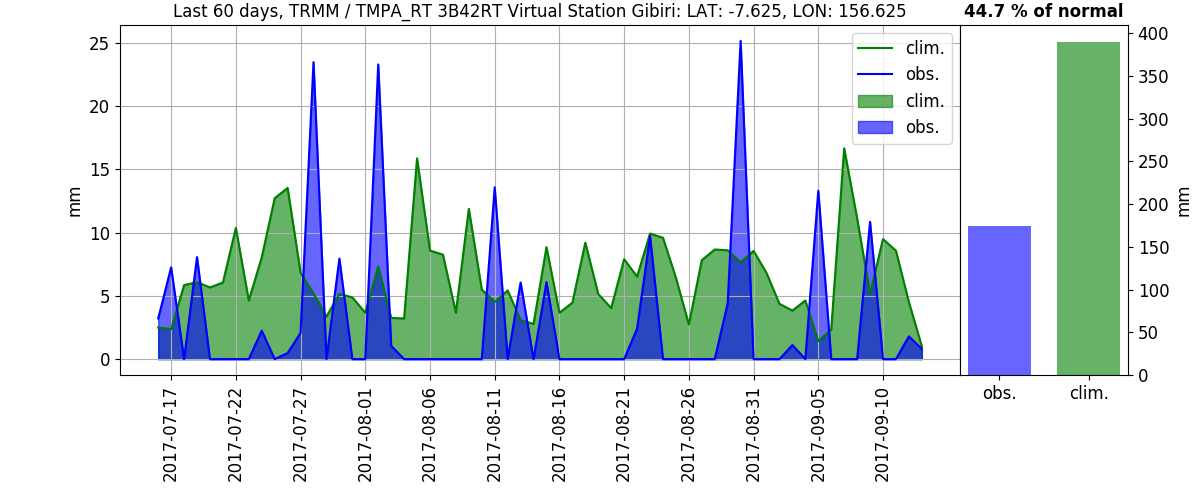 Last 60 days, TRMM / TMPA_RT 3B42RT Virtual Station Gibiri: LAT: -7.625, LON: 156.625
44.7 % of normal
25
20
15
10
5
0
mm
clim.
obs.
clim.
obs.
2017-07-17
2017-07-22
2017-07-27
2017-08-01
2017-08-06
2017-08-11
2017-08-16
2017-08-21
2017-08-26
2017-08-31
2017-09-05
2017-09-10
400
350
300
250
200
150
100
50
0
mm
obs.
clim.